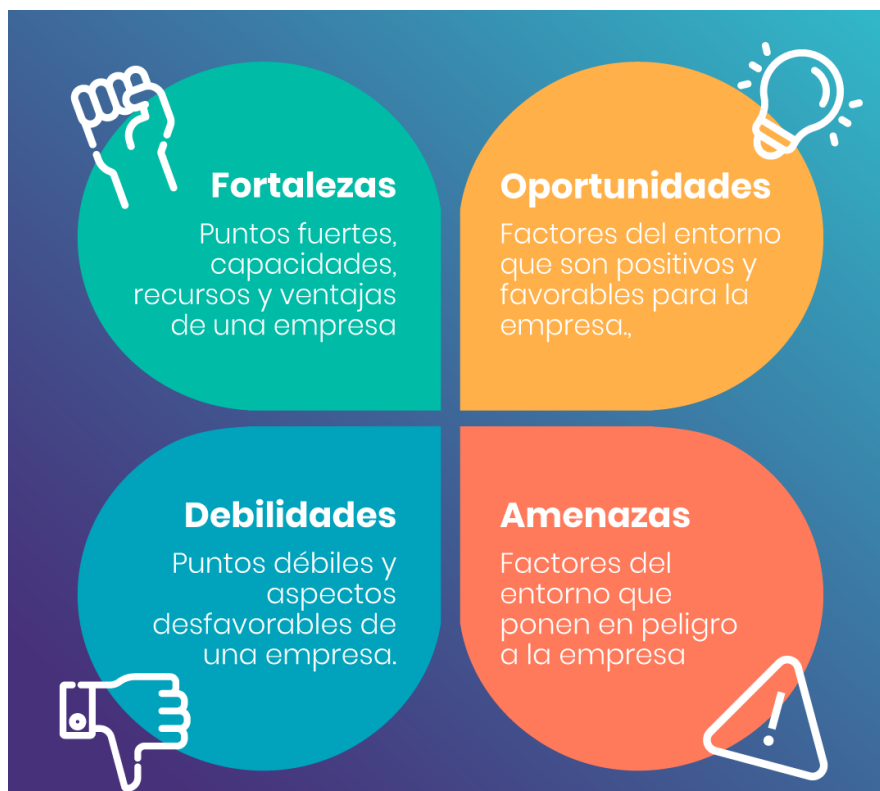 Fortalezas
Puntos fuertes,
capacidades,
recursos y ventajas
de una empresa
Oportunidades
Factores del entorno
que son positivos y
favorables para la
empresa.,
Debilidades
Puntos débiles y
aspectos
desfavorables de
una empresa.
Amenazas
Factores del
entorno que
ponen en peligro
a la empresa
!